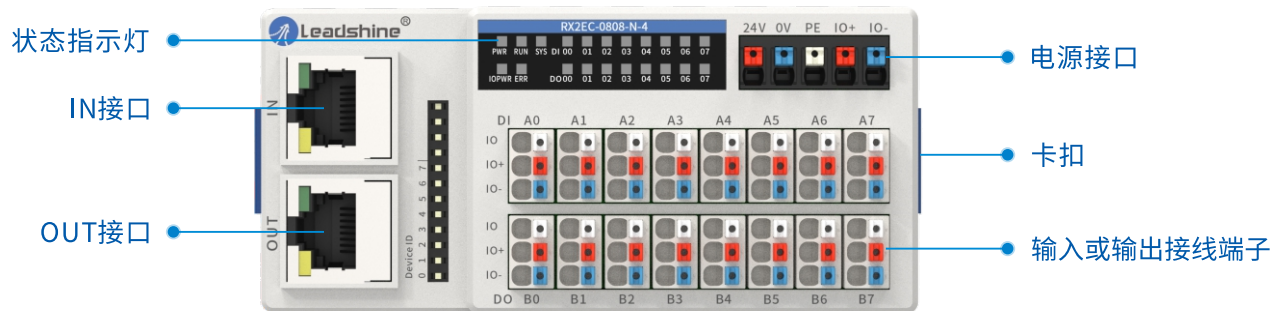 Leadshine®
RX2EC-0808-N-4
PWR RUN SYS DI 00 01 02 03 04 05 06 07
IOPWR ERR DO 00 01 02 03 04 05 06 07
24V 0V PE IO+ IO-
状态指示灯
电源接口
IN接口
IN
OUT接口
OUT
Device ID
0 1 2 3 4 5 6 7
DI A0 A1 A2 A3 A4 A5 A6 A7
IO
IO+
IO-
卡扣
IO
IO+
IO-
输入或输出接线端子
DO B0 B1 B2 B3 B4 B5 B6 B7